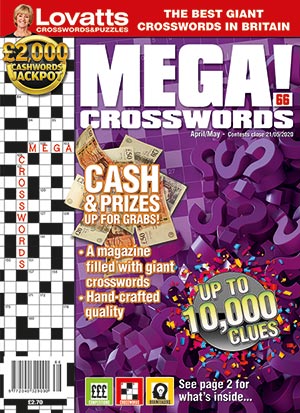 Lovatts
CROSSWORDS&PUZZLES
THE BEST GIANT
CROSSWORDS IN BRITAIN
£2,000
CASHWORDS
JACKPOT
MEGA!
66
CROSSWORDS
April/May • Contests close 21/05/2020
MEGA
CROSSWORDS
CASH
& PRIZES
UP FOR GRABS!
• A magazine
filled with giant
crosswords
• Hand-crafted
quality
UP TO
10,000
CLUES
See page 2 for
what's inside...
£2.70